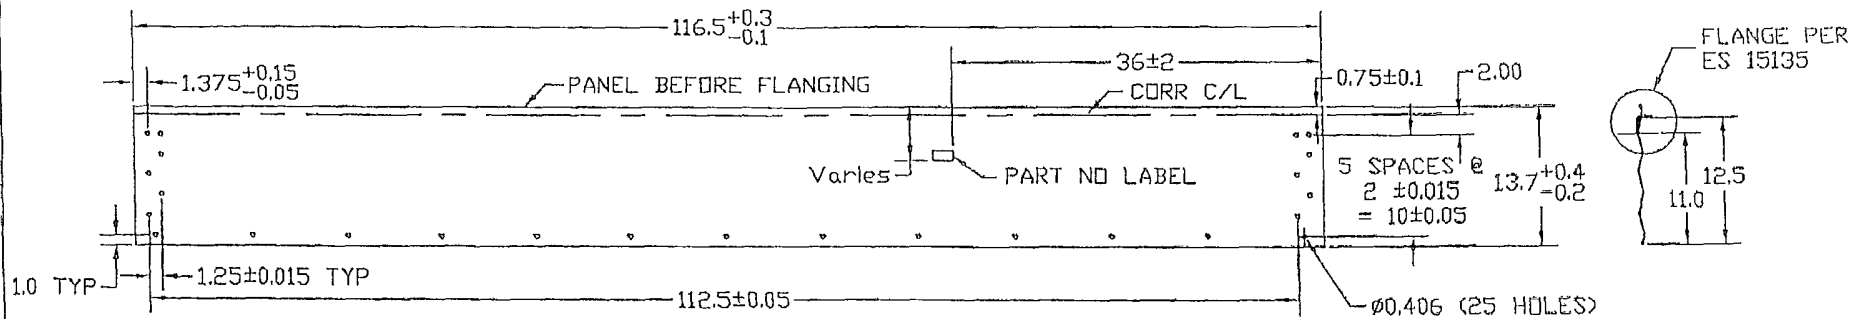 116.5 +0.3 -0.1
FLANGE PER
ES 15135
36±2
1.375 +0.15 -0.05
PANEL BEFORE FLANGING
CORR C/L
0.75±0.1
2.00
Varies
PART NO LABEL
5 SPACES @
2 ±0.015
= 10±0.05
13.7 +0.4 -0.2
12.5
11.0
1.0 TYP
1.25±0.015 TYP
112.5±0.05
ø0.406 (25 HOLES)